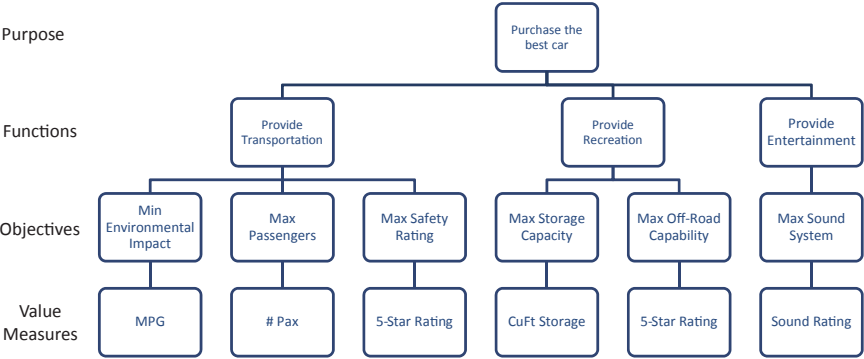 Purpose
Purchase the
best car
Functions
Provide
Transportation
Provide
Recreation
Provide
Entertainment
Objectives
Min
Environmental
Impact
Max
Passengers
Max Safety
Rating
Max Storage
Capacity
Max Off-Road
Capability
Max Sound
System
Value
Measures
MPG
# Pax
5-Star Rating
CuFt Storage
5-Star Rating
Sound Rating